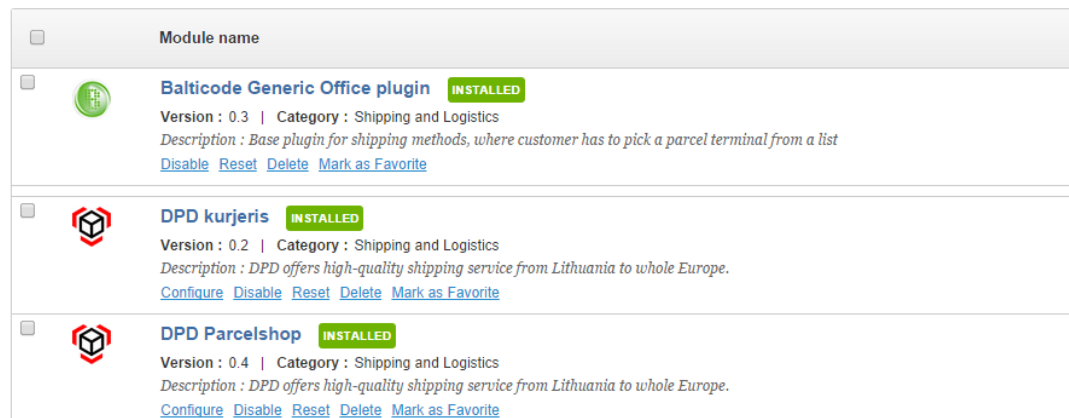 Module name
Balticode Generic Office plugin INSTALLED
Version : 0.3 | Category : Shipping and Logistics
Description : Base plugin for shipping methods, where customer has to pick a parcel terminal from a list
Disable Reset Delete Mark as Favorite
DPD kurjeris INSTALLED
Version : 0.2 | Category : Shipping and Logistics
Description : DPD offers high-quality shipping service from Lithuania to whole Europe.
Configure Disable Reset Delete Mark as Favorite
DPD Parcelshop INSTALLED
Version : 0.4 | Category : Shipping and Logistics
Description : DPD offers high-quality shipping service from Lithuania to whole Europe.
Configure Disable Reset Delete Mark as Favorite